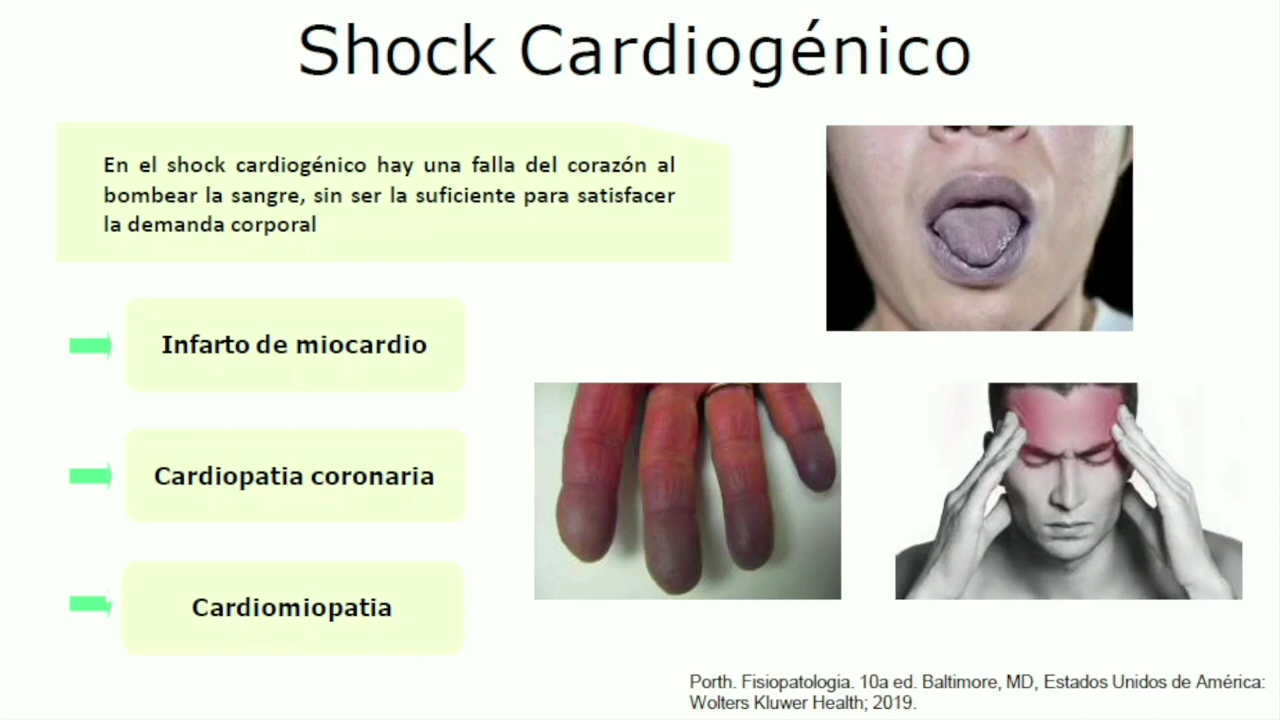 Shock Cardiogénico
En el shock cardiogénico hay una falla del corazón al
bombear la sangre, sin ser la suficiente para satisfacer
la demanda corporal
Infarto de miocardio
Cardiopatia coronaria
Cardiomiopatia
Porth. Fisiopatologia. 10a ed. Baltimore, MD, Estados Unidos de América:
Wolters Kluwer Health; 2019.